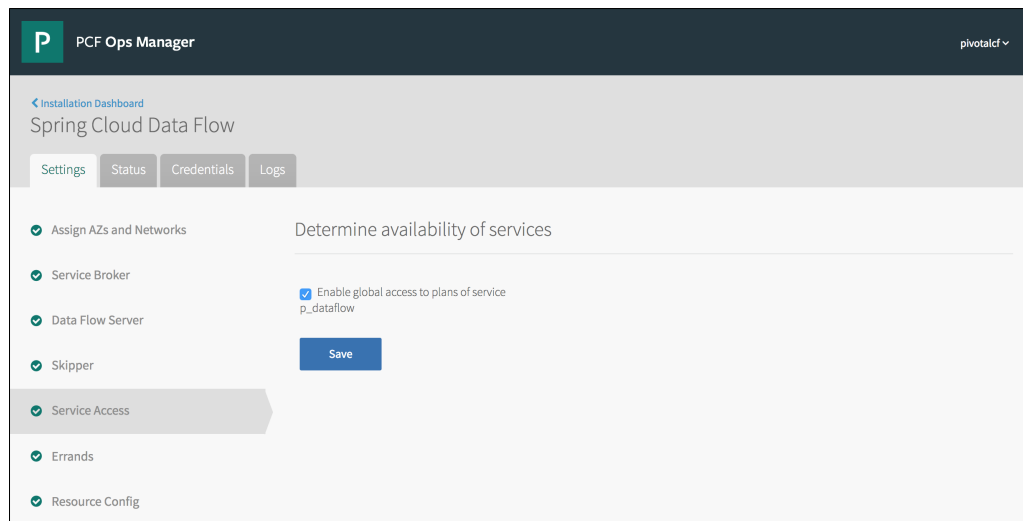 P
PCF Ops Manager
pivotalcf
Installation Dashboard
Spring Cloud Data Flow
Settings
Status
Credentials
Logs
Assign AZs and Networks
Service Broker
Data Flow Server
Skipper
Service Access
Errands
Resource Config
Determine availability of services
Enable global access to plans of service
p_dataflow
Save